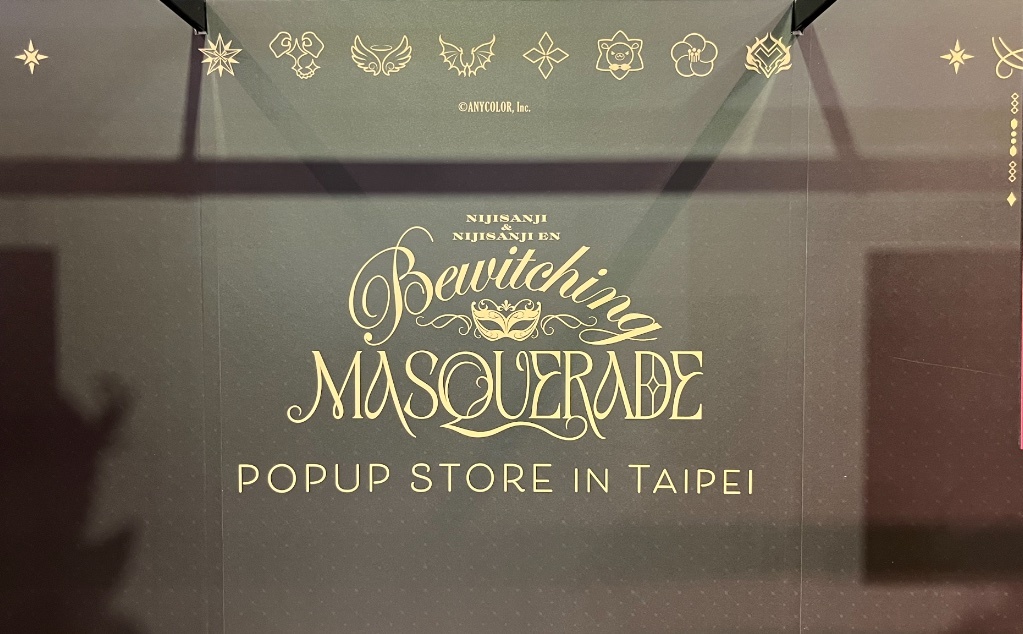 ©ANYCOLOR, Inc.
NIJISANJI
&
NIJISANJI EN
Bewitching
MASQUERADE
POPUP STORE IN TAIPEI